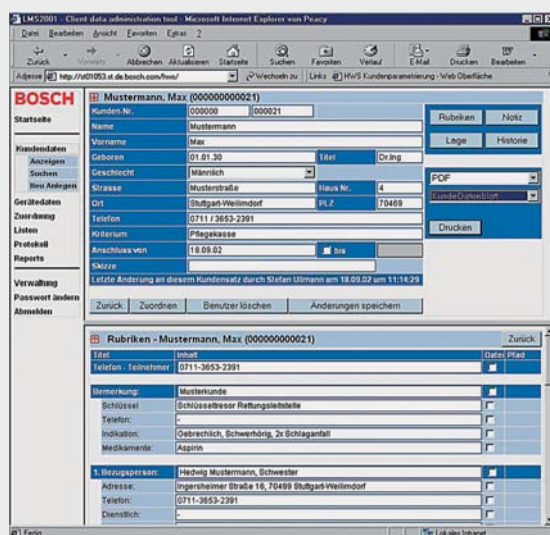 LMS2001 - Client data administration tool - Microsoft Internet Explorer von Peacy
Datei Bearbeiten Ansicht Favoriten Extras ?
Zurück Vorwärts Abbrechen Aktualisieren Startseite Suchen Favoriten Verlauf E-Mail Drucken Bearbeiten
Adresse http://st01053.st.de.bosch.com/hws/ Wechseln zu Links HWS Kundenparametrierung - Web Oberfläche
BOSCH
Startseite
Kundendaten
Anzeigen
Suchen
Neu Anlegen
Gerätedaten
Zuordnung
Listen
Protokoll
Reports
Verwaltung
Passwort ändern
Abmelden
Mustermann, Max (000000000021)
Kunden Nr. 000000 000021
Name Mustermann
Vorname Max
Geboren 01.01.30 Titel Dr.Ing
Geschlecht Männlich
Strasse Musterstraße Haus Nr. 4
Ort Stuttgart-Weilimdorf PLZ 70469
Telefon 0711 / 3653-2391
Kriterium Pflegekasse
Anschluss von 18.09.02 bis
Skizze
Letzte Änderung an diesem Kundensatz durch Stefan Ullmann am 18.09.02 um 11:14:29
Zurück Zuordnen Benutzer löschen Änderungen speichern
Rubriken Notiz
Lage Historie
PDF
KundeDatenblatt
Drucken
Rubriken - Mustermann, Max (000000000021) Zurück
Titel Inhalt Datei Pfad
Telefon - Teilnehmer 0711-3653-2391
Bemerkung: Musterkunde
Schlüssel Schlüsseltresor Rettungsleitstelle
Telefon: -
Indikation: Gebrechlich, Schwerhörig, 2x Schlaganfall
Medikamente: Aspirin
1. Bezugsperson: Hedwig Mustermann, Schwester
Adresse: Ingersheimer Straße 16, 70499 Stuttgart-Weilimdorf
Telefon: 0711-3653-2391
Dienstlich: -
Fertig Lokales Intranet